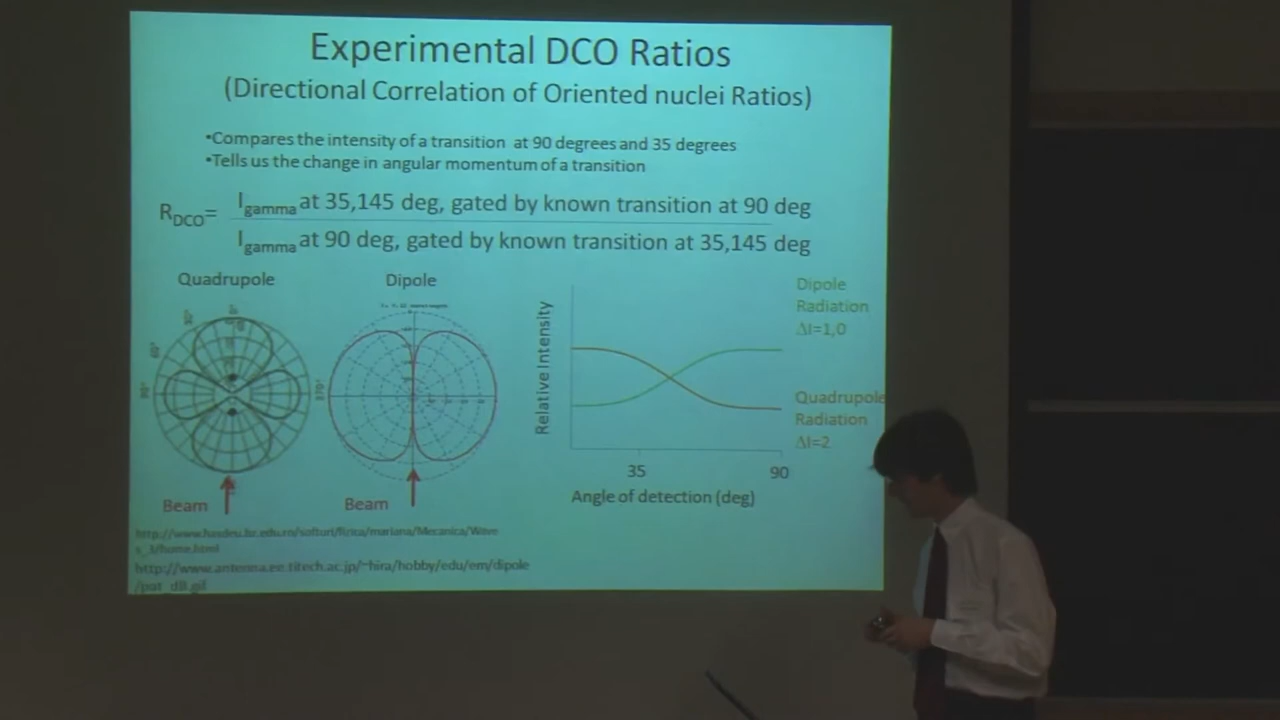 Experimental DCO Ratios
(Directional Correlation of Oriented nuclei Ratios)
•Compares the intensity of a transition at 90 degrees and 35 degrees
•Tells us the change in angular momentum of a transition
R_DCO= I_gamma at 35,145 deg, gated by known transition at 90 deg
I_gamma at 90 deg, gated by known transition at 35,145 deg
Quadrupole
Dipole
Beam
Beam
Relative Intensity
35
90
Angle of detection (deg)
Dipole
Radiation
ΔI=1,0
Quadrupole
Radiation
ΔI=2
http://www.antenna.ee.titech.ac.jp/~hira/hobby/edu/em/dipole